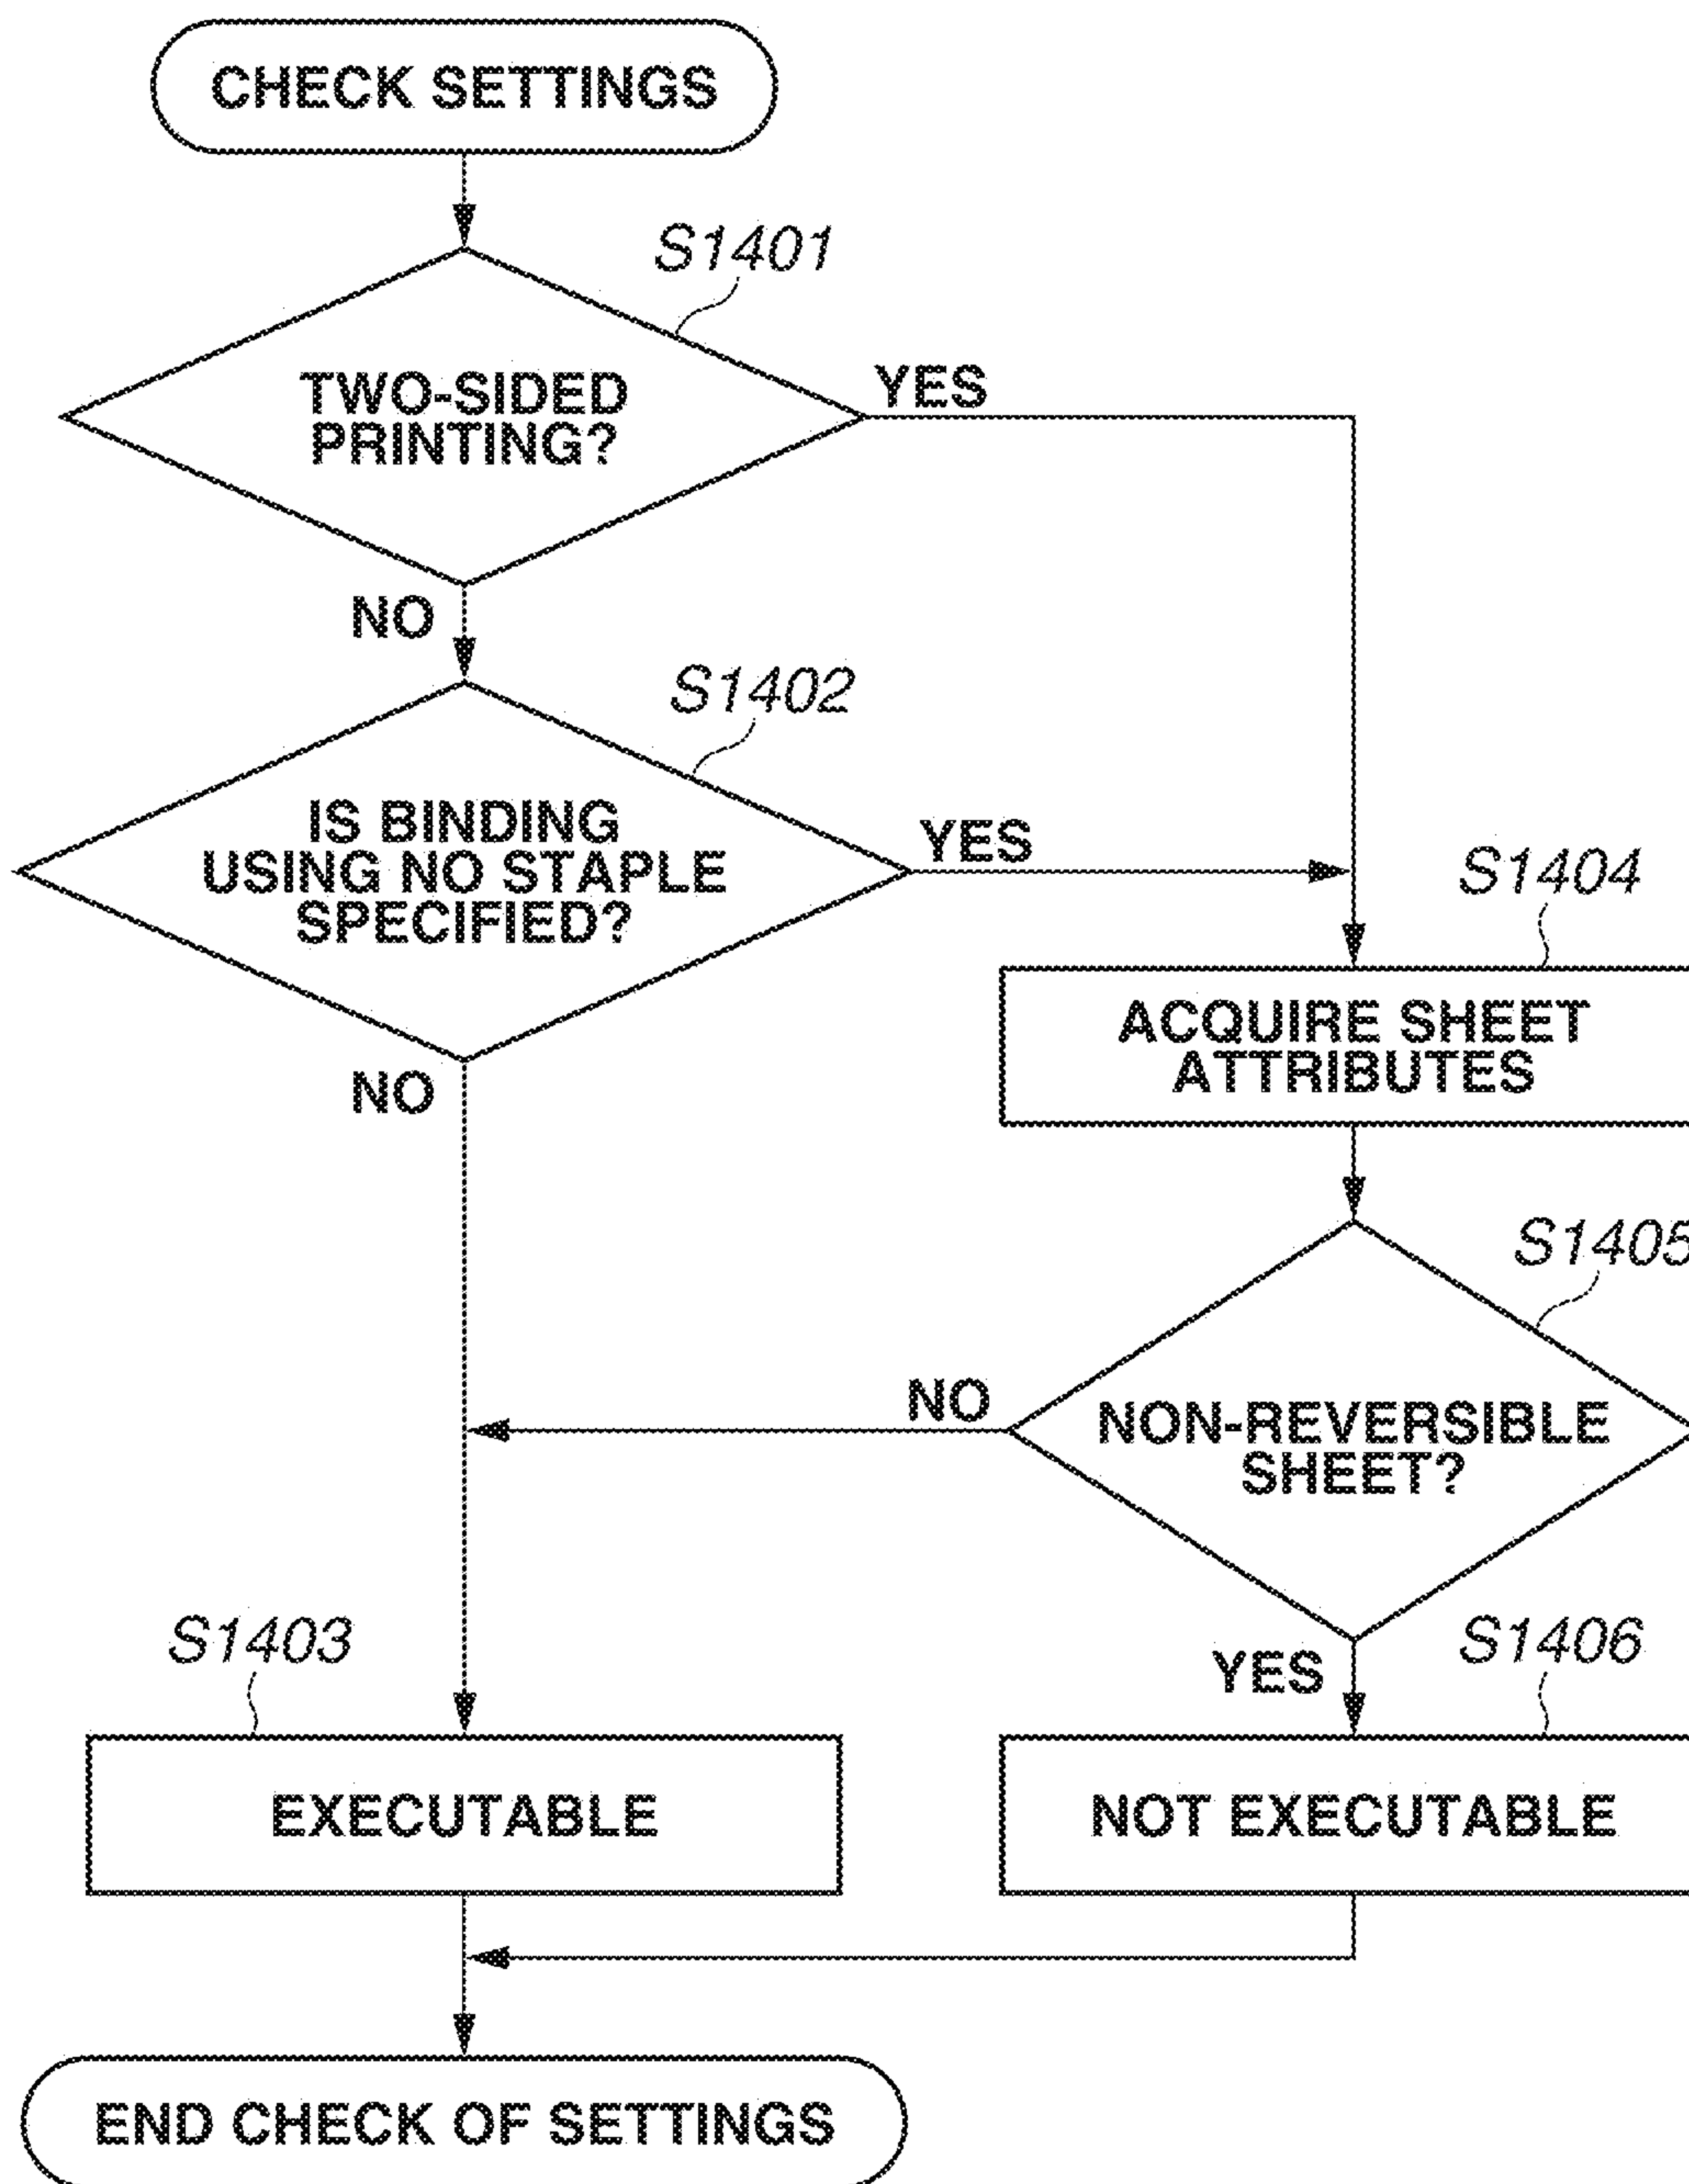 CHECK SETTINGS
S1401
TWO-SIDED
PRINTING?
YES
NO
S1402
IS BINDING
USING NO STAPLE
SPECIFIED?
YES
NO
S1404
ACQUIRE SHEET
ATTRIBUTES
S1405
NON-REVERSIBLE
SHEET?
NO
YES
S1403
EXECUTABLE
S1406
NOT EXECUTABLE
END CHECK OF SETTINGS